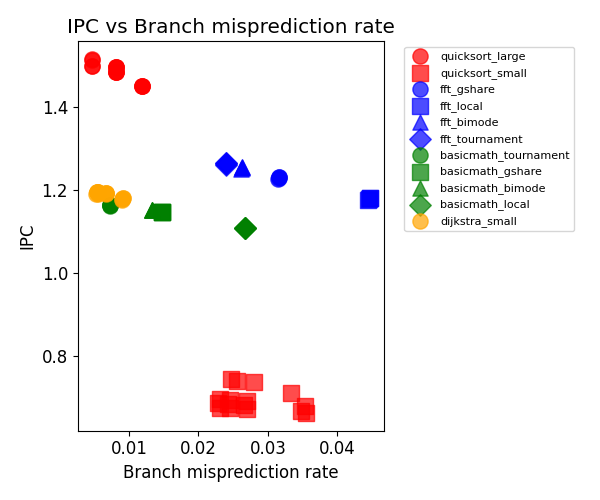 IPC vs Branch misprediction rate
IPC
1.4
1.2
1.0
0.8
0.01
0.02
0.03
0.04
Branch misprediction rate
quicksort_large
quicksort_small
fft_gshare
fft_local
fft_bimode
fft_tournament
basicmath_tournament
basicmath_gshare
basicmath_bimode
basicmath_local
dijkstra_small